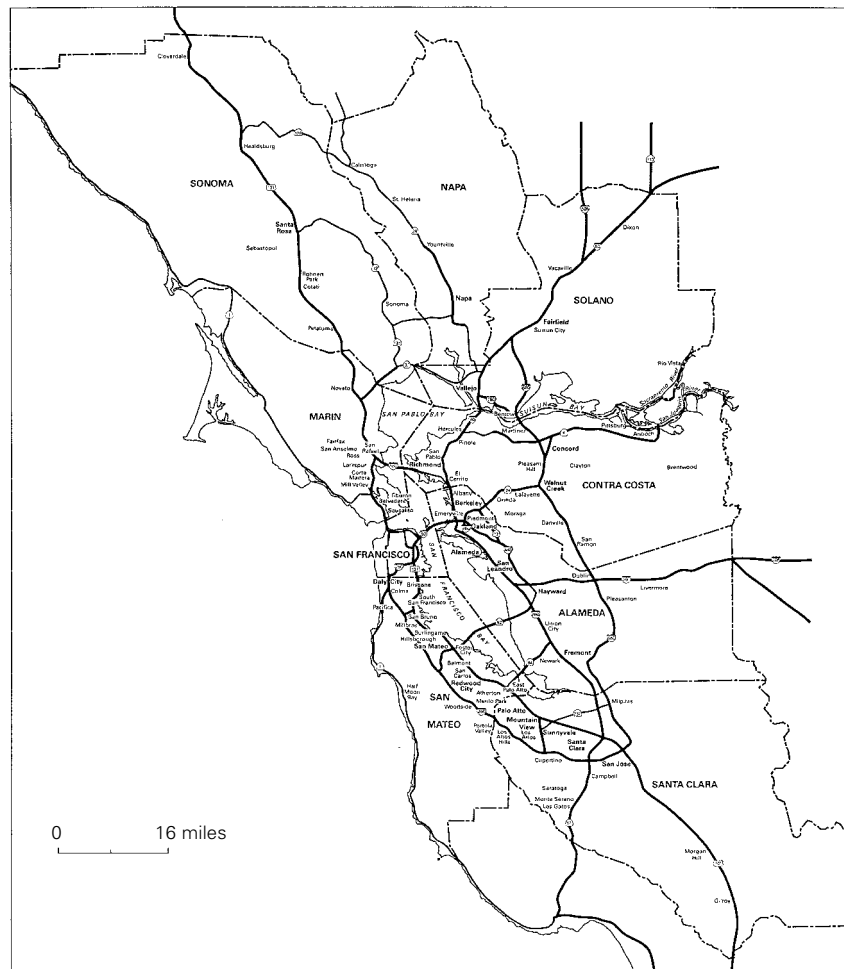 Cloverdale
Healdsburg
Calistoga
SONOMA
NAPA
St. Helena
Santa
Rosa
Sebastopol
Yountville
Dixon
Vacaville
Rohnert
Park
Cotati
Sonoma
Napa
SOLANO
Fairfield
Suisun City
Petaluma
Rio Vista
Novato
Vallejo
Benicia
SUISUN BAY
MARIN
SAN PABLO BAY
Hercules
Martinez
Pittsburg
Antioch
Pinole
Fairfax
San Anselmo
Ross
San
Rafael
San
Pablo
Richmond
Concord
Larkspur
Corte
Madera
Mill Valley
El
Cerrito
Pleasant
Hill
Clayton
Brentwood
Walnut
Creek
CONTRA COSTA
Tiburon
Belvedere
Sausalito
Albany
Berkeley
Orinda
Lafayette
Emeryville
Piedmont
Oakland
Moraga
Danville
San
Ramon
SAN FRANCISCO
Alameda
San
Leandro
SAN FRANCISCO BAY
Daly City
Colma
Brisbane
South
San Francisco
Dublin
Livermore
Hayward
Pleasanton
Pacifica
San Bruno
Millbrae
Burlingame
Hillsborough
San Mateo
Foster
City
ALAMEDA
Union
City
Fremont
Newark
Belmont
San
Carlos
Redwood
City
Half
Moon
Bay
SAN
MATEO
Atherton
Menlo Park
East
Palo Alto
Woodside
Palo Alto
Milpitas
Portola
Valley
Los
Altos
Hills
Mountain
View
Los
Altos
Sunnyvale
Santa
Clara
Cupertino
San Jose
Campbell
SANTA CLARA
Saratoga
Monte Sereno
Los Gatos
0 16 miles
Morgan
Hill
Gilroy